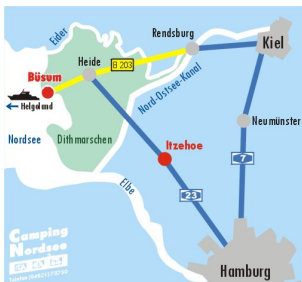 Eider
Rendsburg
Kiel
Heide
B 203
Büsum
Nord-Ostsee-Kanal
Helgoland
Neumünster
Nordsee
Dithmarschen
Itzehoe
7
Elbe
23
Camping
Nordsee
Hamburg